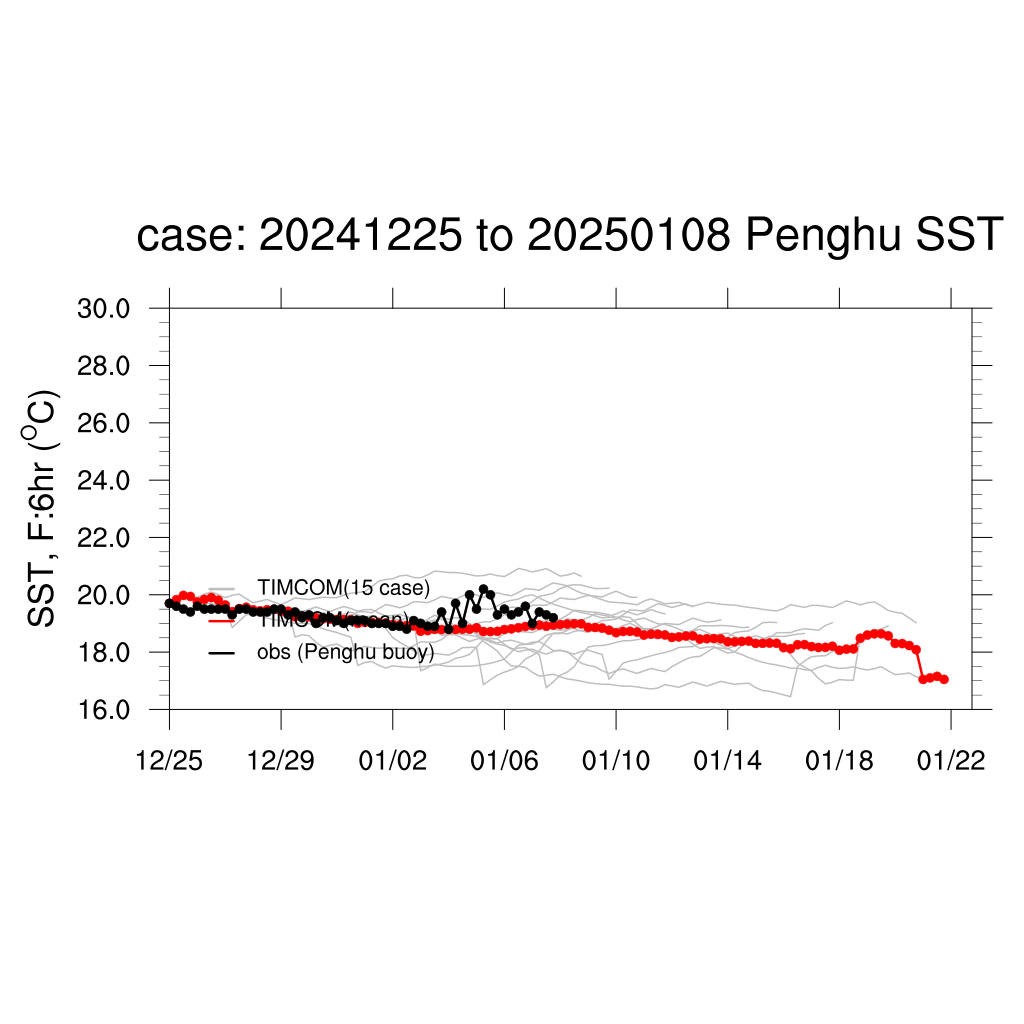 case: 20241225 to 20250108 Penghu SST
SST, F:6hr (°C)
30.0
28.0
26.0
24.0
22.0
20.0
18.0
16.0
TIMCOM(15 case)
TIMCOM(mean)
obs (Penghu buoy)
12/25 12/29 01/02 01/06 01/10 01/14 01/18 01/22